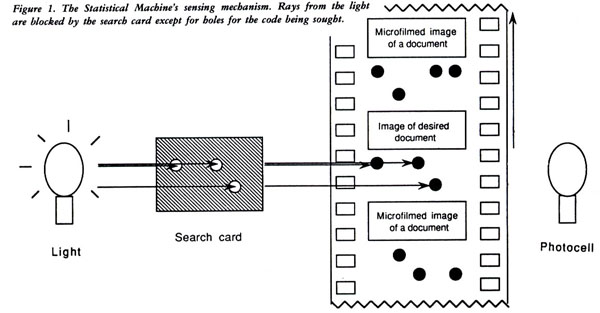 Figure 1. The Statistical Machine's sensing mechanism. Rays from the light
are blocked by the search card except for holes for the code being sought.
Microfilmed image
of a document
Image of desired
document
Microfilmed image
of a document
Light
Search card
Photocell